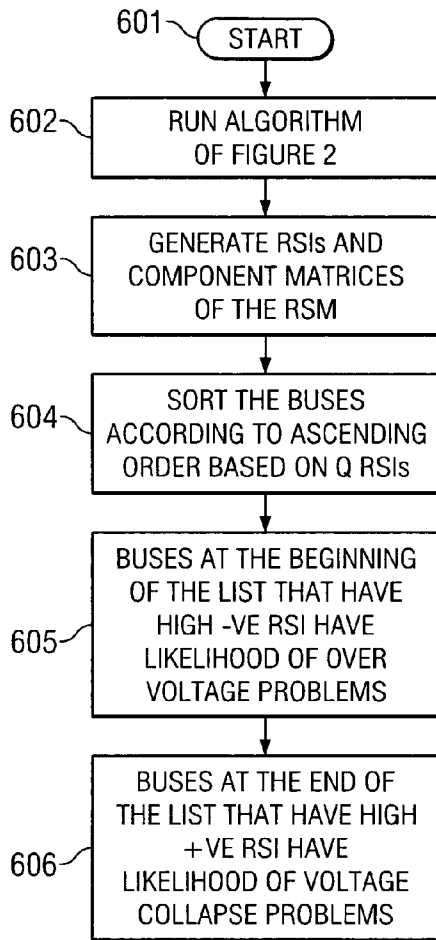 601
START
602
RUN ALGORITHM
OF FIGURE 2
603
GENERATE RSIs AND
COMPONENT MATRICES
OF THE RSM
604
SORT THE BUSES
ACCORDING TO ASCENDING
ORDER BASED ON Q RSIs
605
BUSES AT THE BEGINNING
OF THE LIST THAT HAVE
HIGH -VE RSI HAVE
LIKELIHOOD OF OVER
VOLTAGE PROBLEMS
606
BUSES AT THE END OF
THE LIST THAT HAVE HIGH
+VE RSI HAVE
LIKELIHOOD OF VOLTAGE
COLLAPSE PROBLEMS